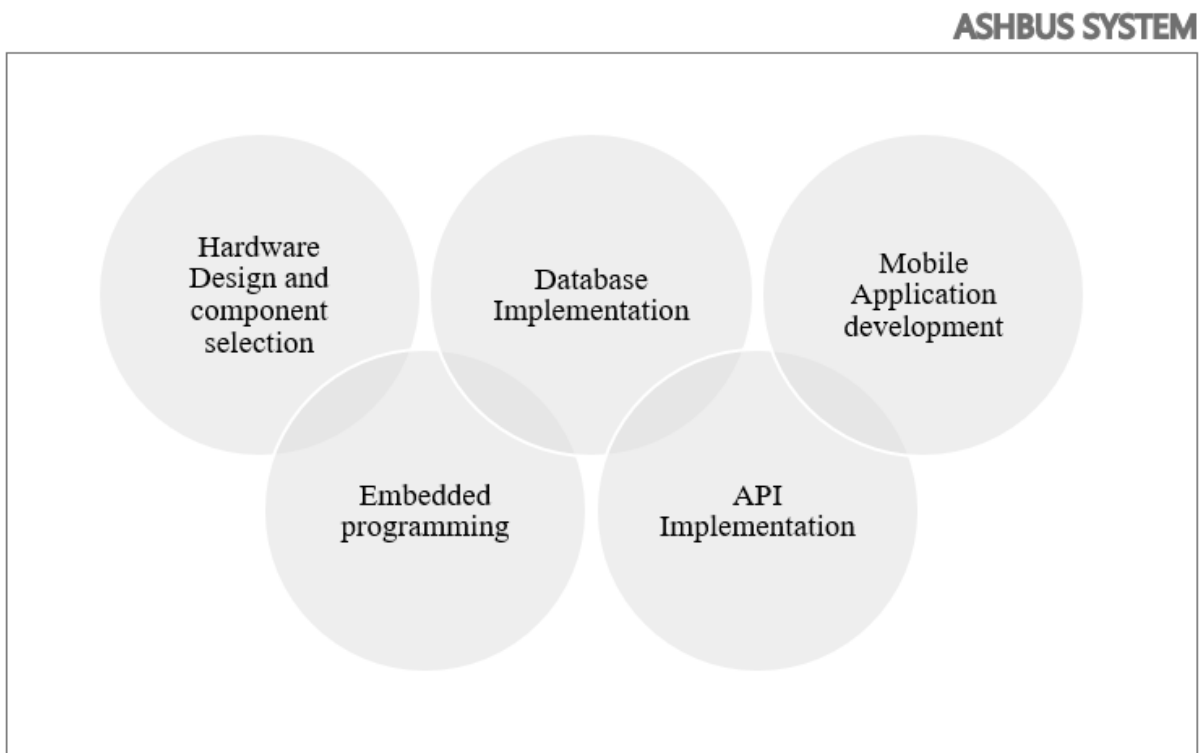 ASHBUS SYSTEM
Hardware
Design and
component
selection
Database
Implementation
Mobile
Application
development
Embedded
programming
API
Implementation